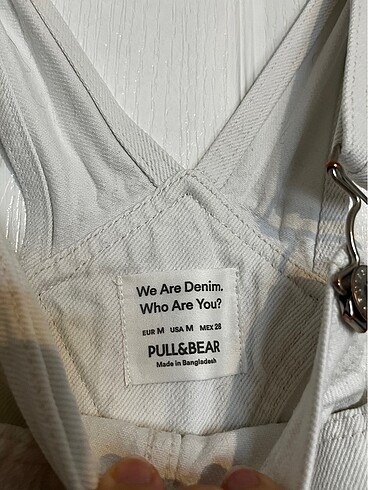 We Are Denim.
Who Are You?
EUR M USA M MEX 28
PULL&BEAR
Made in Bangladesh